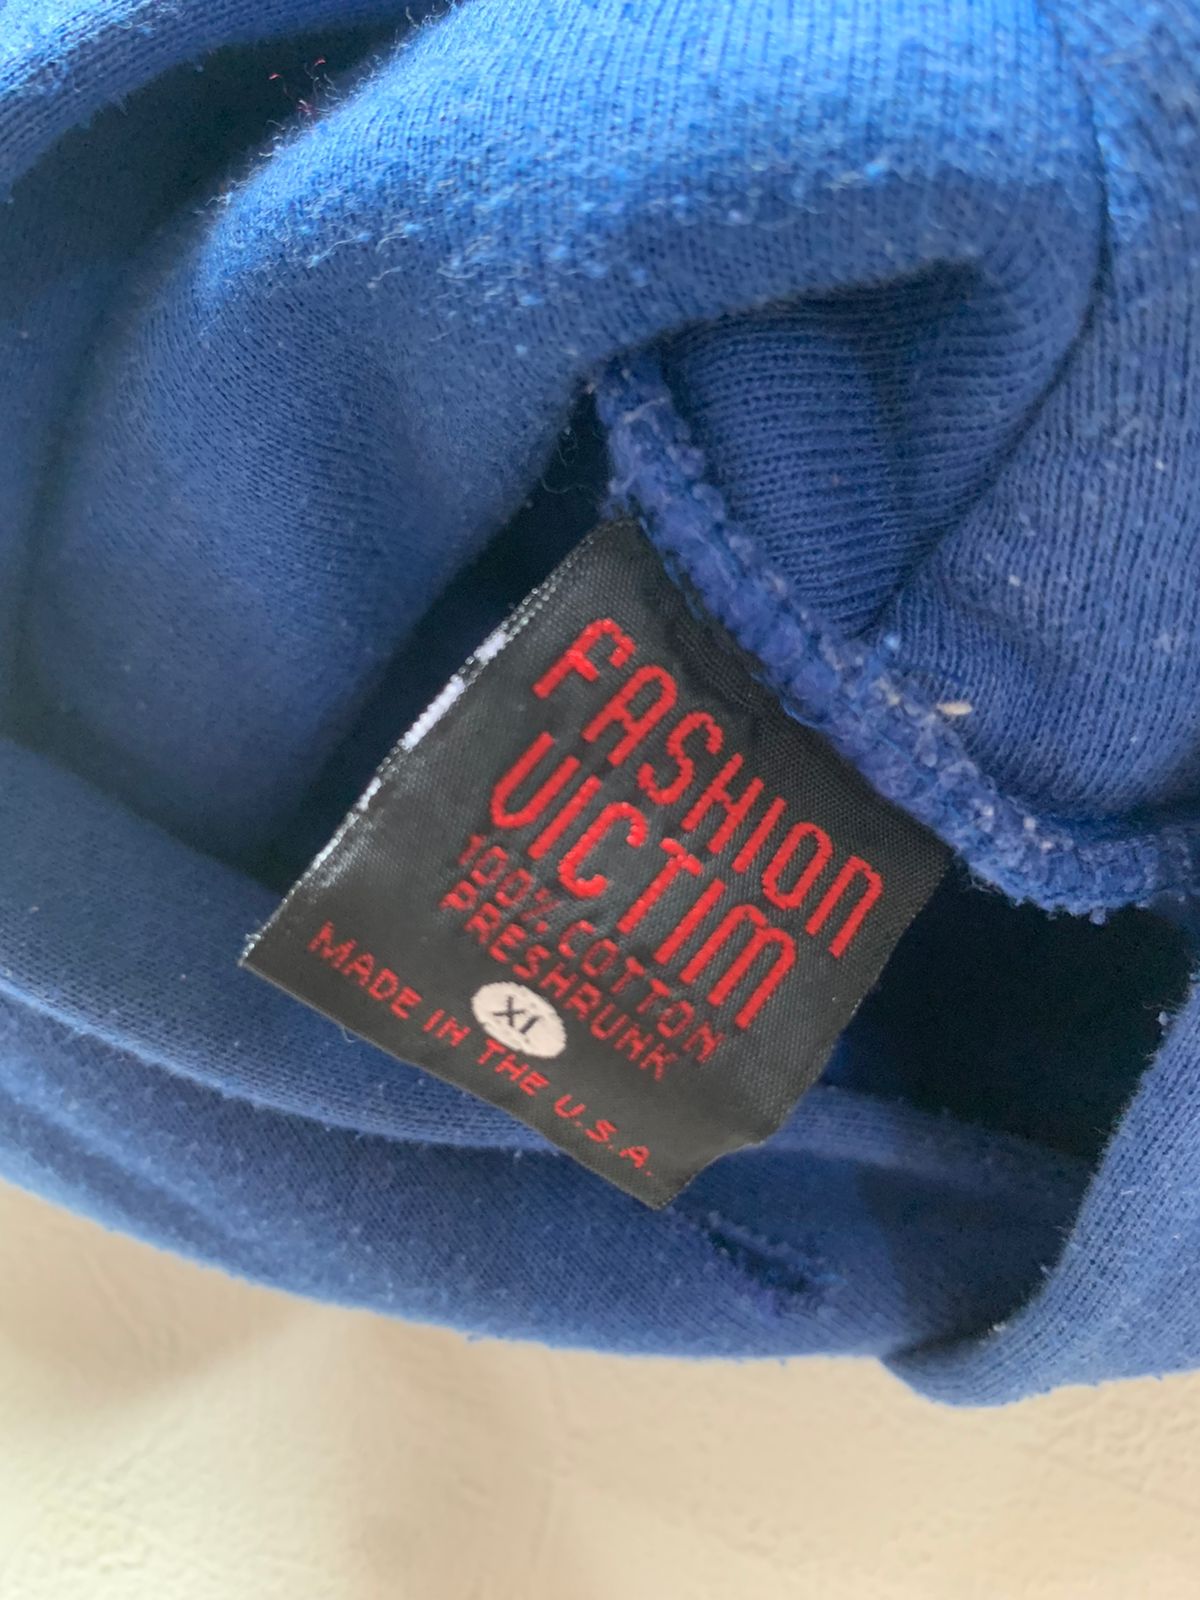 FASHION
VICTIM
100% COTTON
PRESHRUNK
XL
MADE IN THE U.S.A.